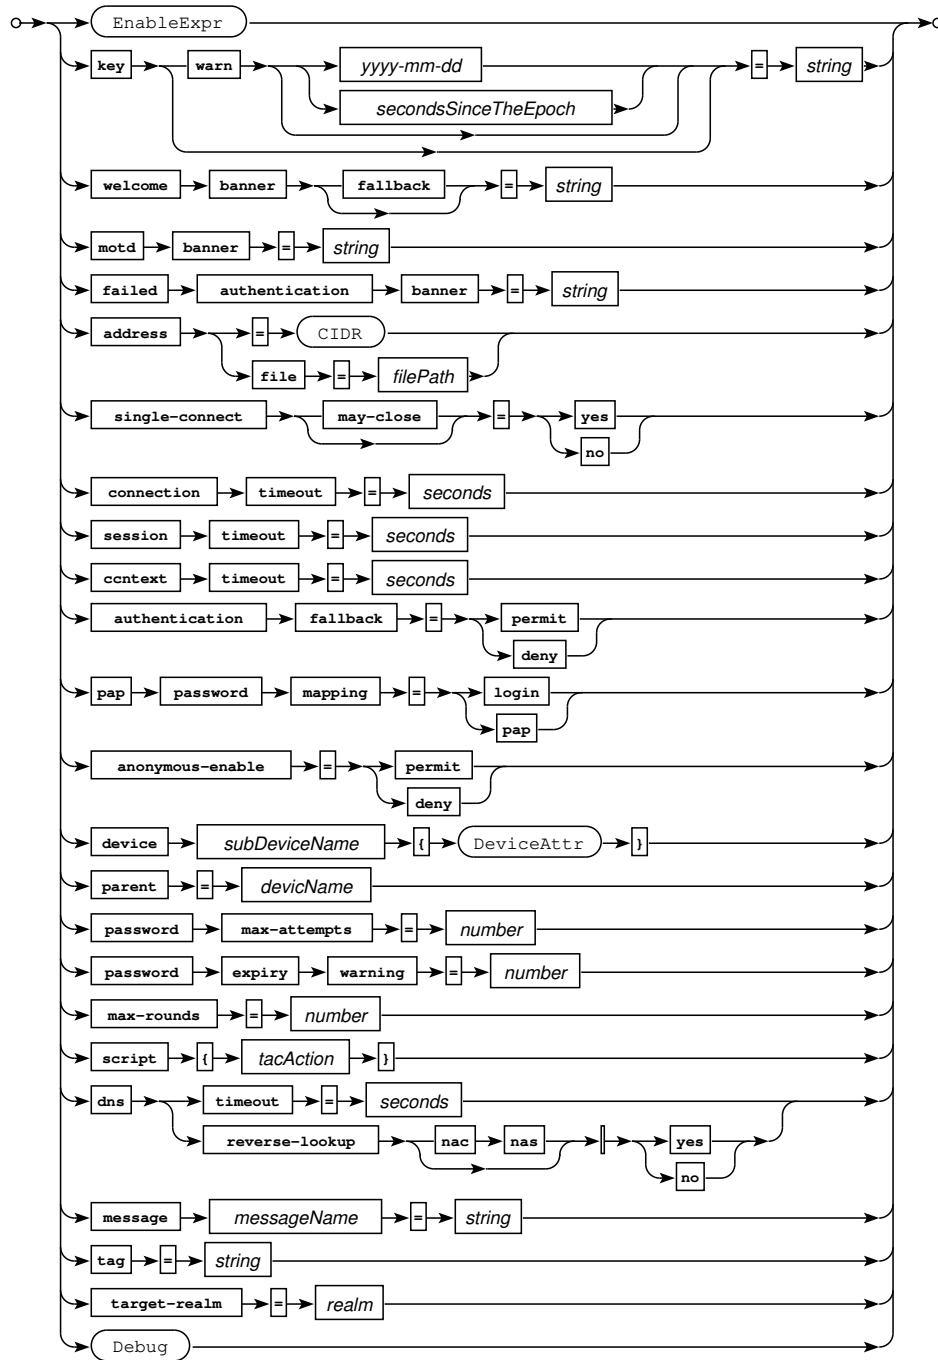 EnableExpr
key warn yyyy-mm-dd = string
secondsSinceTheEpoch
welcome banner fallback = string
motd banner = string
failed authentication banner = string
address = CIDR
file = filePath
single-connect may-close = yes
no
connection timeout = seconds
session timeout = seconds
ccntext timeout = seconds
authentication fallback = permit
deny
pap password mapping = login
pap
anonymous-enable = permit
deny
device subDeviceName { DeviceAttr }
parent = devicName
password max-attempts = number
password expiry warning = number
max-rounds = number
script { tacAction }
dns timeout = seconds
reverse-lookup nac nas yes
no
message messageName = string
tag = string
target-realm = realm
Debug